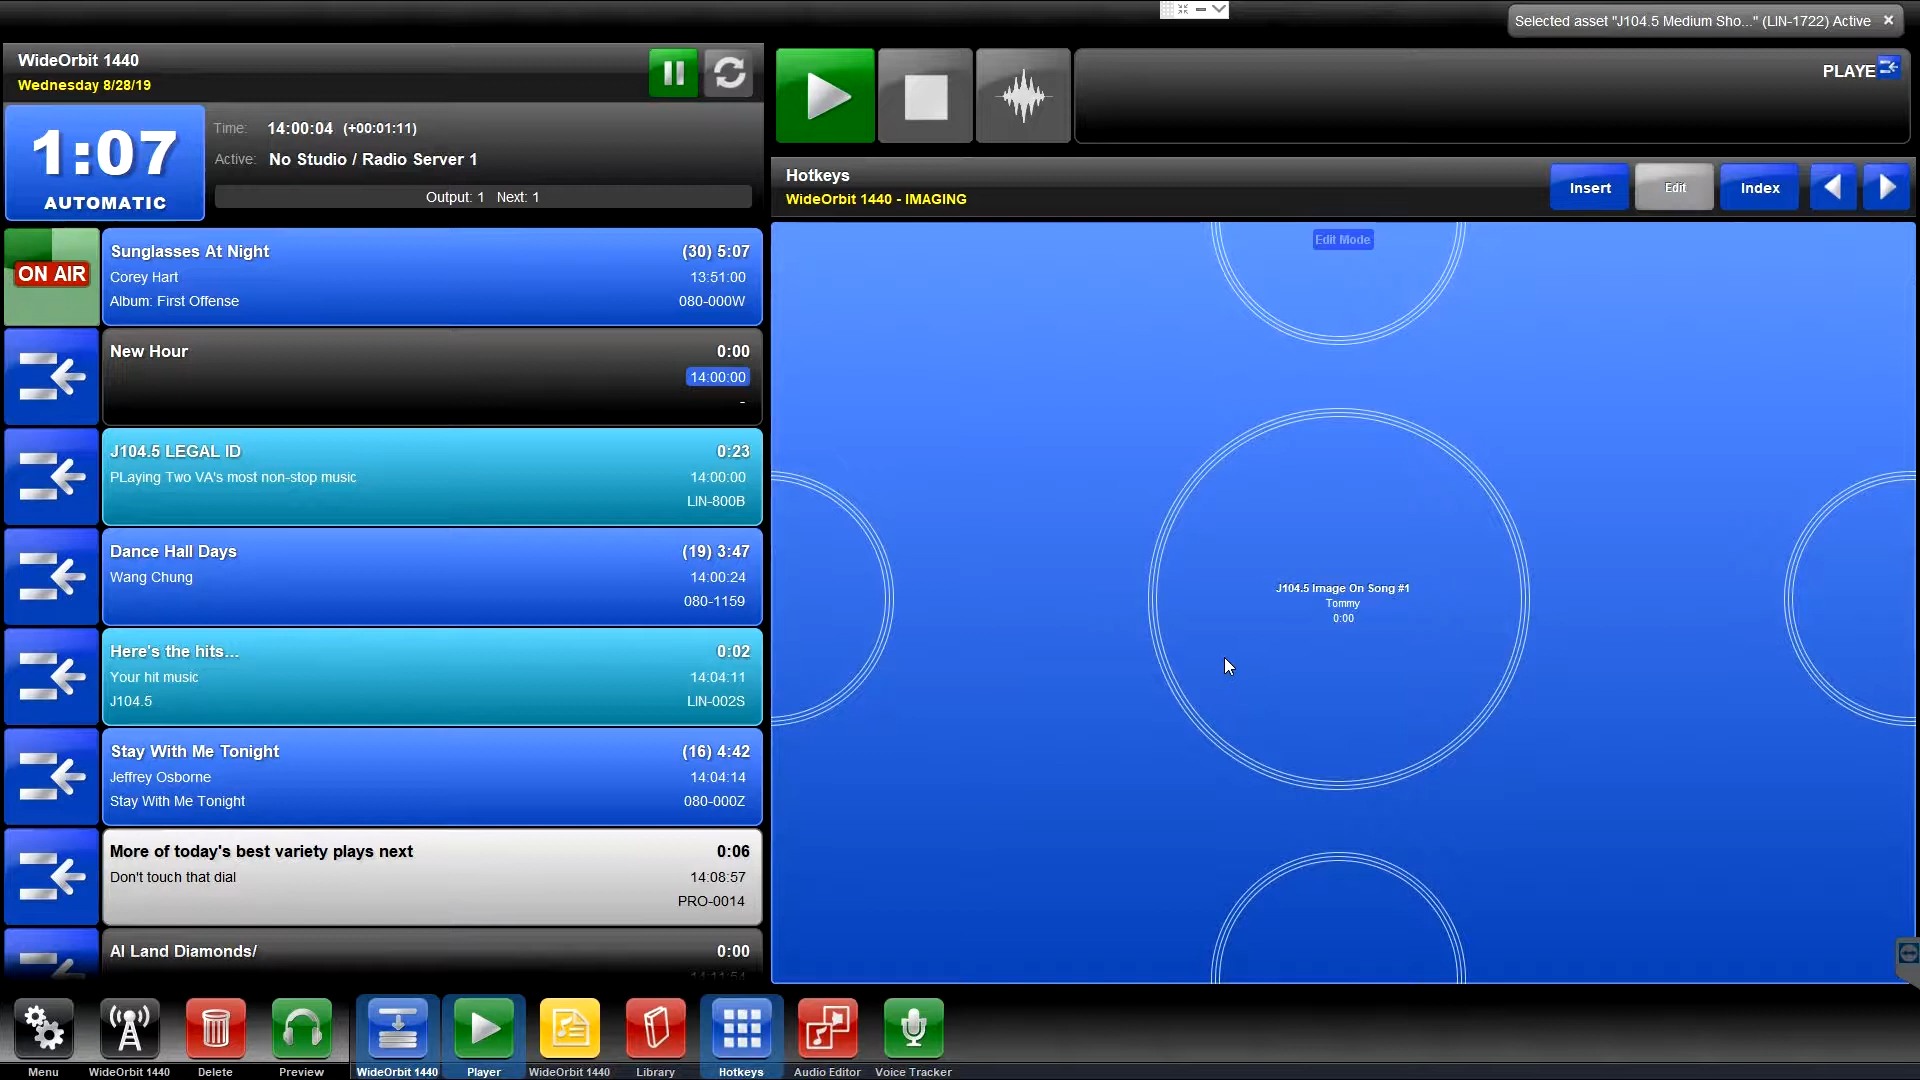 Selected asset "J104.5 Medium Sho..." (LIN-1722) Active
WideOrbit 1440
Wednesday 8/28/19
1:07
AUTOMATIC
Time: 14:00:04 (+00:01:11)
Active: No Studio / Radio Server 1
Output: 1 Next: 1
PLAYE
Hotkeys
WideOrbit 1440 - IMAGING
Insert
Edit
Index
Edit Mode
J104.5 Image On Song #1
Tommy
0:00
ON AIR
Sunglasses At Night (30) 5:07
Corey Hart 13:51:00
Album: First Offense 080-000W
New Hour 0:00
14:00:00
-
J104.5 LEGAL ID 0:23
PLaying Two VA's most non-stop music 14:00:00
LIN-800B
Dance Hall Days (19) 3:47
Wang Chung 14:00:24
080-1159
Here's the hits... 0:02
Your hit music 14:04:11
J104.5 LIN-002S
Stay With Me Tonight (16) 4:42
Jeffrey Osborne 14:04:14
Stay With Me Tonight 080-000Z
More of today's best variety plays next 0:06
Don't touch that dial 14:08:57
PRO-0014
Al Land Diamonds/ 0:00
Menu
WideOrbit 1440
Delete
Preview
WideOrbit 1440
Player
WideOrbit 1440
Library
Hotkeys
Audio Editor
Voice Tracker